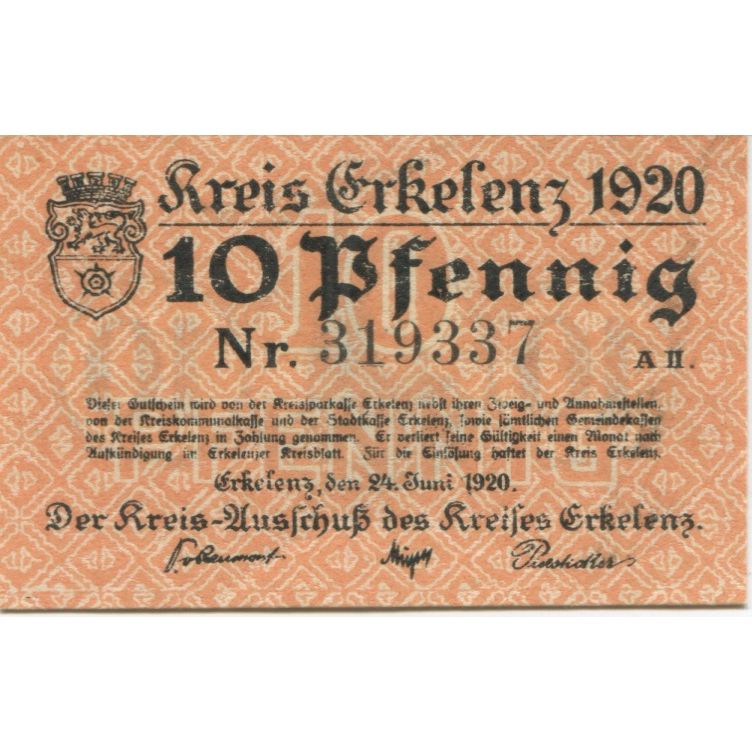 Kreis Erkelenz 1920
10 Pfennig
Nr. 319337 A II.
Dieser Gutschein wird von der Kreissparkasse Erkelenz nebst ihren Zweig- und Annahmestellen,
von der Kreiskommunalkasse und der Stadtkasse Erkelenz, sowie sämtlichen Gemeindekassen
des Kreises Erkelenz in Zahlung genommen. Er verliert seine Gültigkeit einen Monat nach
Aufkündigung im Erkelenzer Kreisblatt. Für die Einlösung haftet der Kreis Erkelenz.
Erkelenz, den 24. Juni 1920.
Der Kreis-Ausschuß des Kreises Erkelenz.
10
PFENNIG